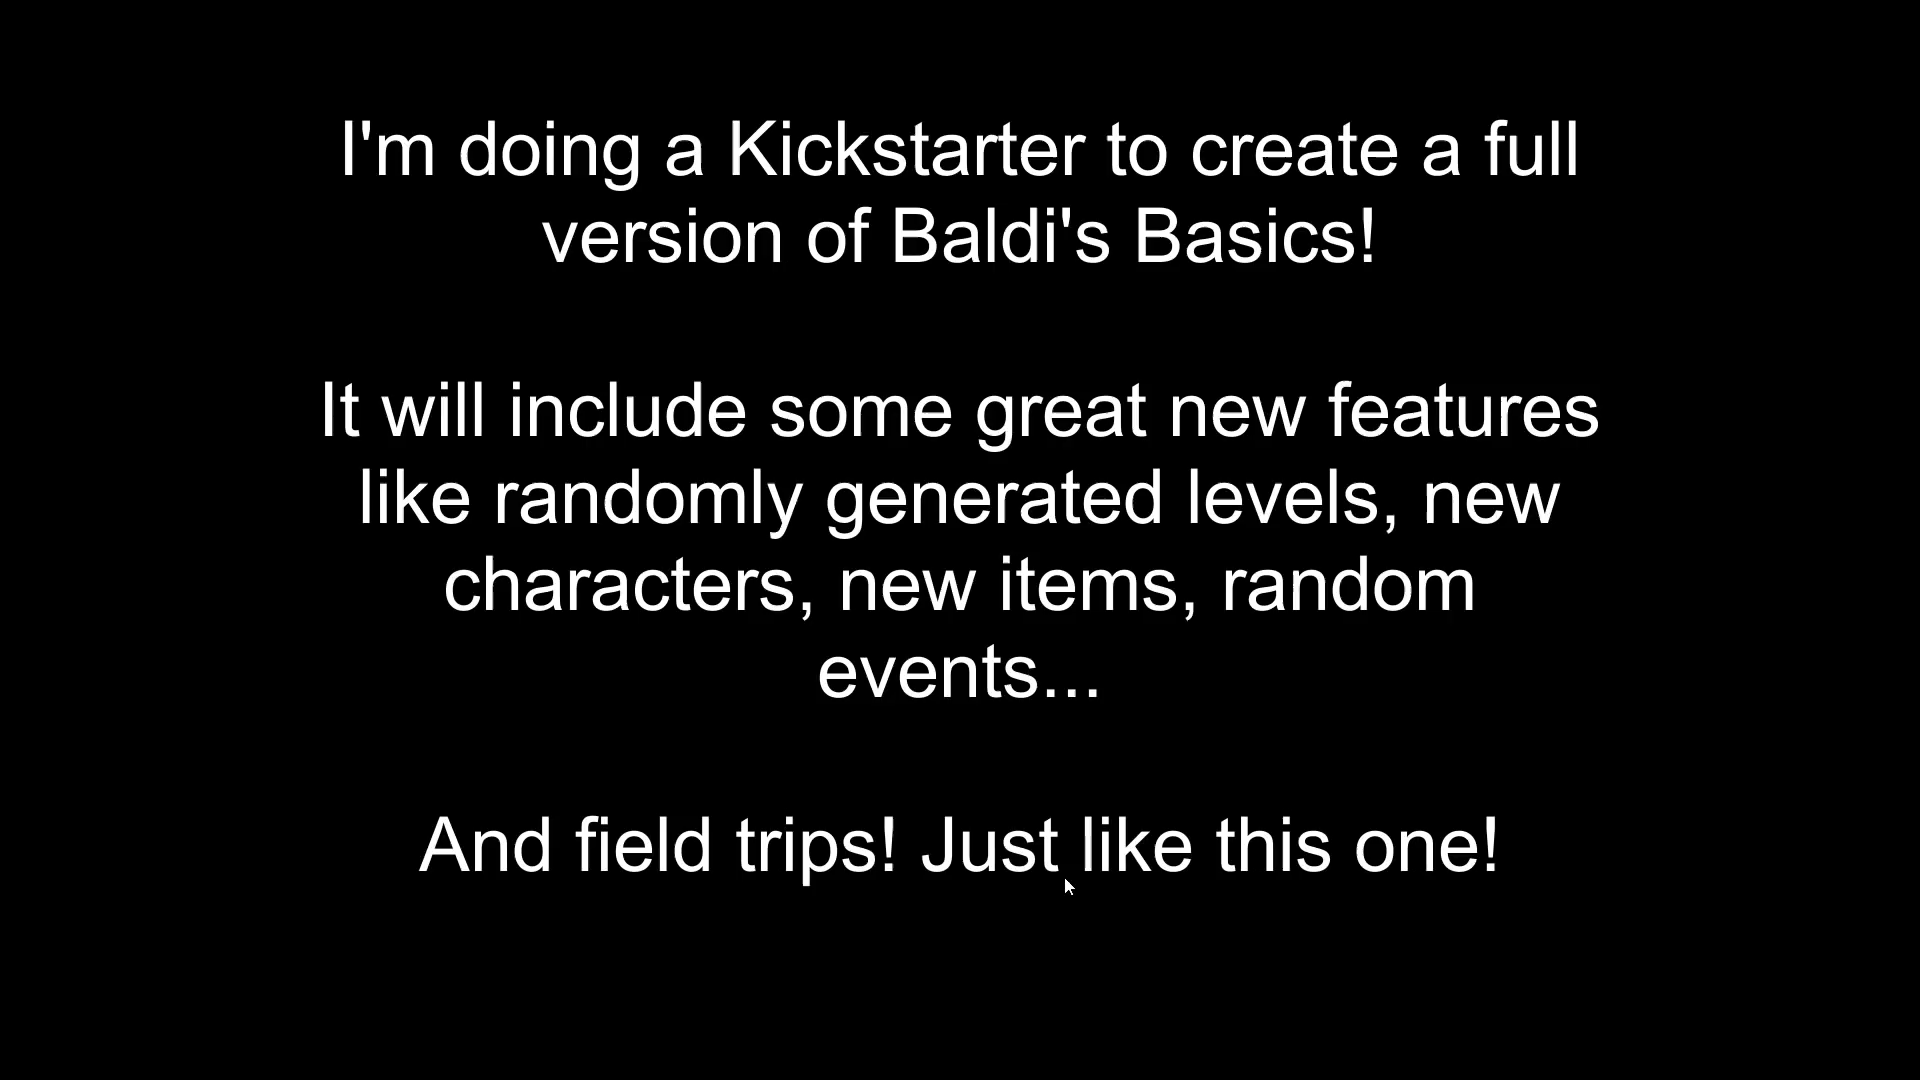 I'm doing a Kickstarter to create a full
version of Baldi's Basics!
It will include some great new features
like randomly generated levels, new
characters, new items, random
events...
And field trips! Just like this one!